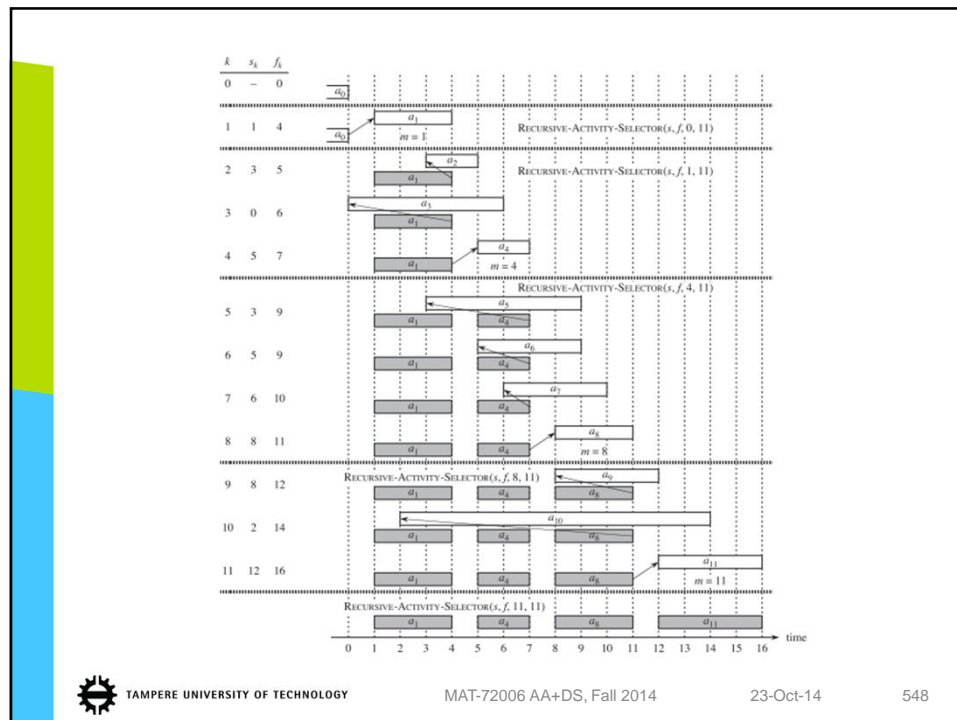 k s_k f_k
0 – 0
a_0
1 1 4
a_1
RECURSIVE-ACTIVITY-SELECTOR(s, f, 0, 11)
a_0
m = 1
2 3 5
a_2
RECURSIVE-ACTIVITY-SELECTOR(s, f, 1, 11)
a_1
3 0 6
a_3
a_1
4 5 7
a_4
a_1
m = 4
RECURSIVE-ACTIVITY-SELECTOR(s, f, 4, 11)
5 3 9
a_5
a_1 a_4
6 5 9
a_6
a_1 a_4
7 6 10
a_7
a_1 a_4
8 8 11
a_8
a_1 a_4
m = 8
9 8 12
RECURSIVE-ACTIVITY-SELECTOR(s, f, 8, 11)
a_9
a_1 a_4 a_8
10 2 14
a_10
a_1 a_4 a_8
11 12 16
a_11
a_1 a_4 a_8
m = 11
RECURSIVE-ACTIVITY-SELECTOR(s, f, 11, 11)
a_1 a_4 a_8 a_11
time
0 1 2 3 4 5 6 7 8 9 10 11 12 13 14 15 16
TAMPERE UNIVERSITY OF TECHNOLOGY
MAT-72006 AA+DS, Fall 2014
23-Oct-14
548